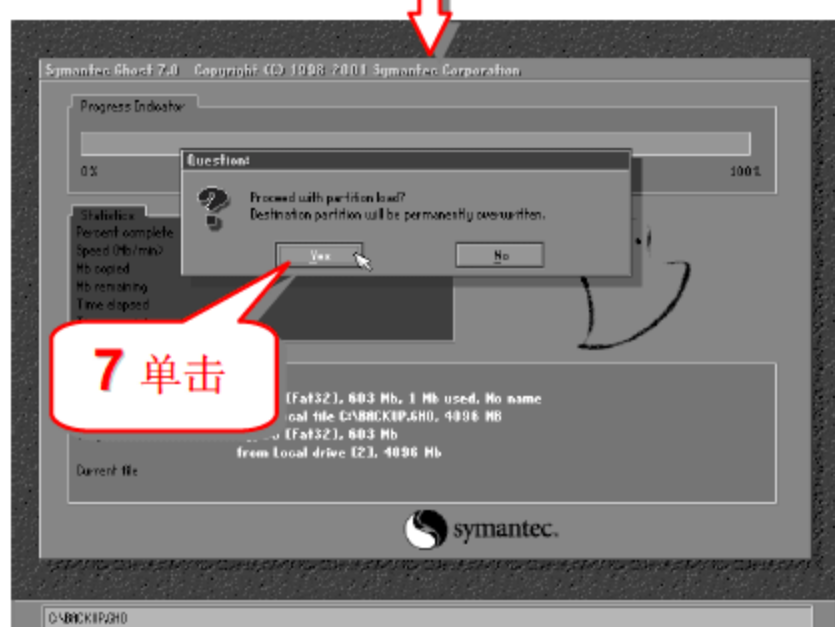 Symantec Ghost 7.0 Copyright (C) 1998-2001 Symantec Corporation
Progress Indicator
0%
100%
Question:
Proceed with partition load?
Destination partition will be permanently overwritten.
Yes
No
Statistics
Percent complete
Speed (Mb/min)
Mb copied
Mb remaining
Time elapsed
7 单击
[Fat32], 603 Mb, 1 Mb used, No name
cal file C:\BACKUP.GHO, 4096 MB
[Fat32], 603 Mb
from Local drive [2], 4096 Mb
Current file
symantec.
C:\BACKUP.GHO